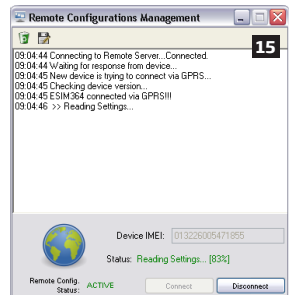 Remote Configurations Management
15
09:04:44 Connecting to Remote Server...Connected.
09:04:44 Waiting for response from device...
09:04:45 New device is trying to connect via GPRS...
09:04:45 Checking device version...
09:04:45 ESIM364 connected via GPRS!!!
09:04:46 >> Reading Settings...
Device IMEI: 013226005471855
Status: Reading Settings... [83%]
Remote Config. Status: ACTIVE
Connect
Disconnect